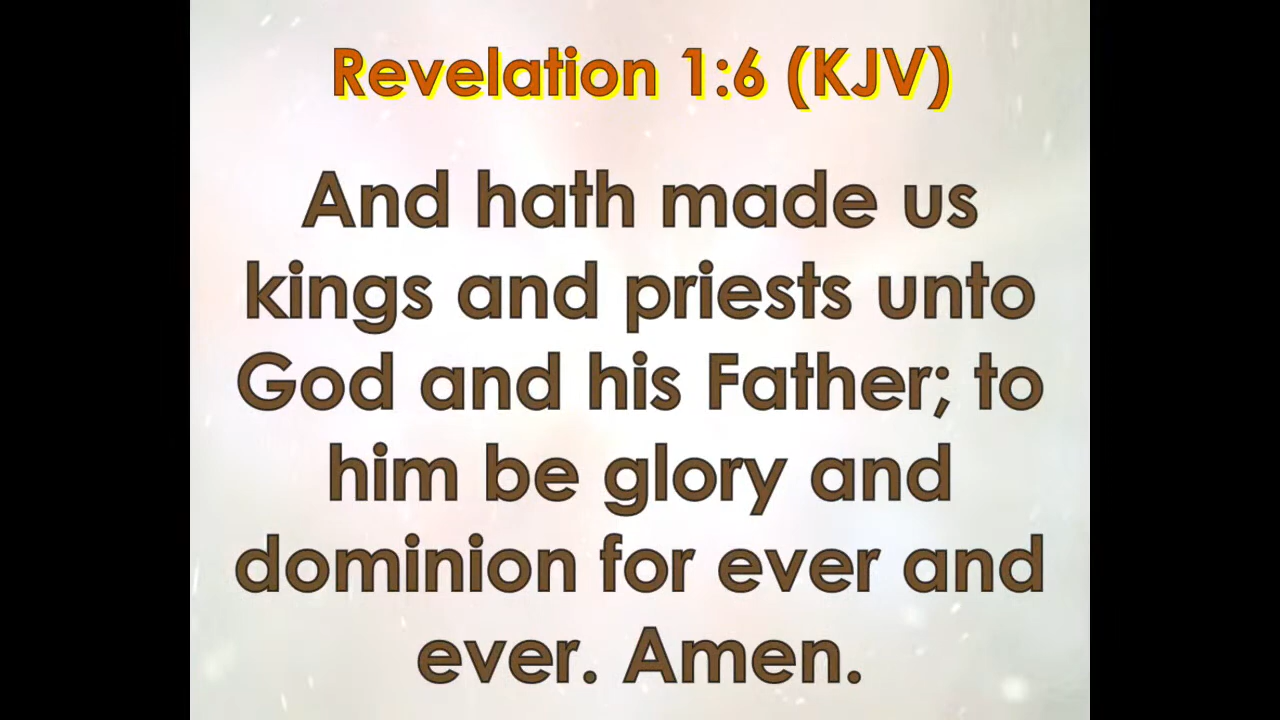 Revelation 1:6 (KJV)
And hath made us
kings and priests unto
God and his Father; to
him be glory and
dominion for ever and
ever. Amen.